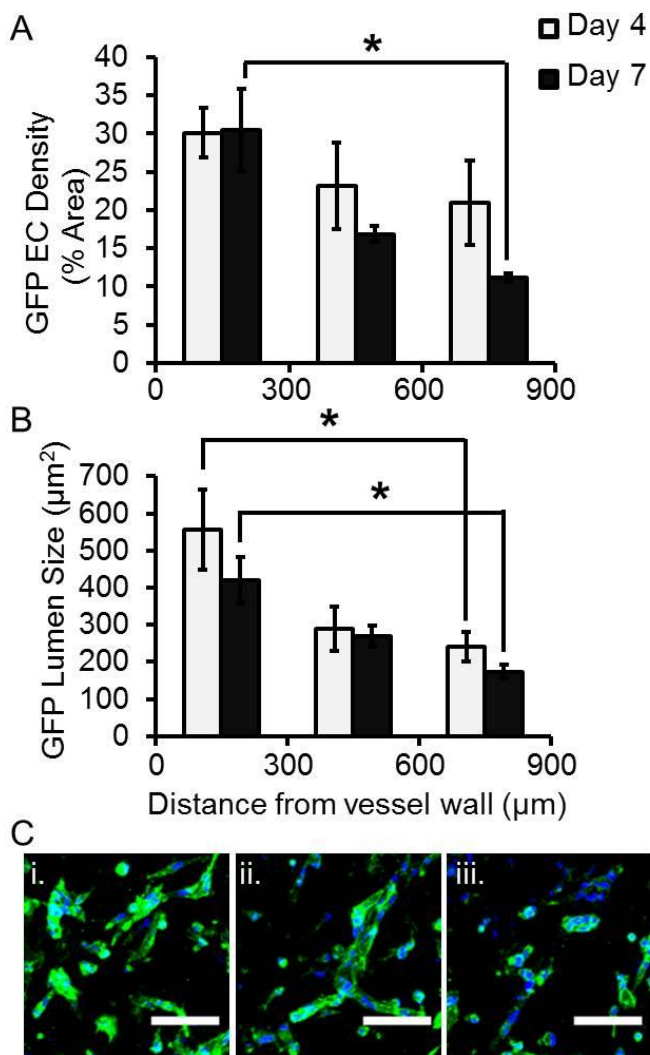 A
Day 4
Day 7
*
GFP EC Density
(% Area)
40
35
30
25
20
15
10
5
0
0 300 600 900
B
*
*
GFP Lumen Size (µm²)
700
600
500
400
300
200
100
0
0 300 600 900
Distance from vessel wall (µm)
C
i. ii. iii.